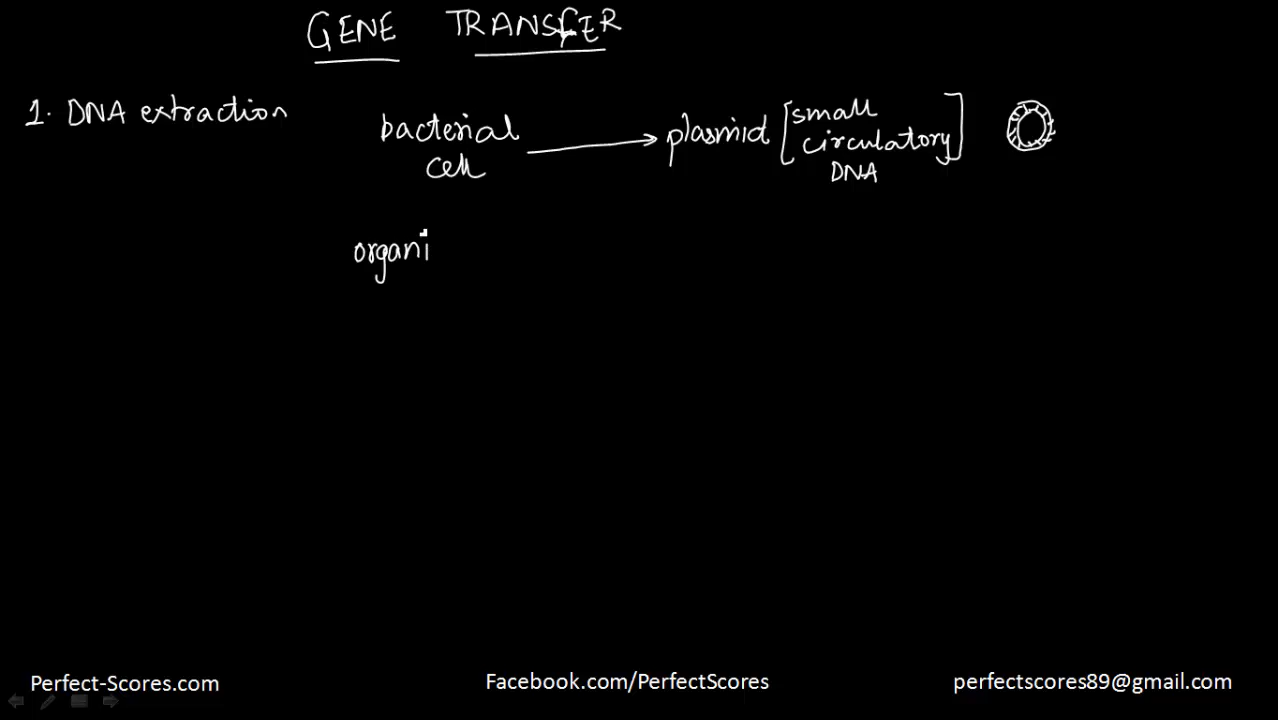 GENE TRANSFER
1. DNA extraction
bacterial
cell
plasmid
[small
circulatory]
DNA
organi
Perfect-Scores.com
Facebook.com/PerfectScores
perfectscores89@gmail.com